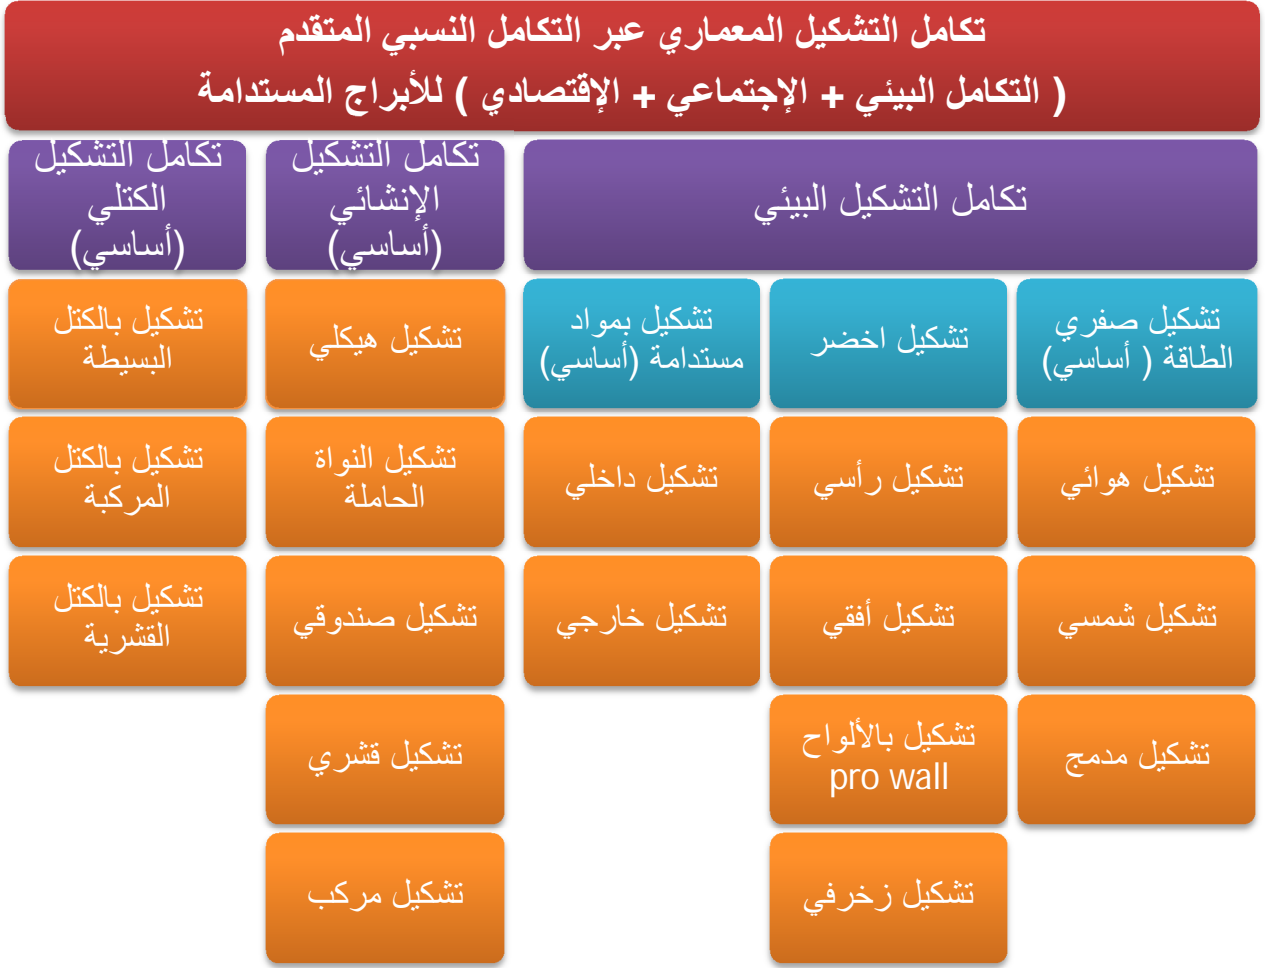 تكامل التشكيل المعماري عبر التكامل النسبي المتقدم
( التكامل البيئي + الإجتماعي + الإقتصادي ) للأبراج المستدامة
تكامل التشكيل البيئي
تكامل التشكيل
الإنشائي
(أساسي)
تكامل التشكيل
الكتلي
(أساسي)
تشكيل صفري
الطاقة ( أساسي)
تشكيل اخضر
تشكيل بمواد
مستدامة (أساسي)
تشكيل هيكلي
تشكيل بالكتل
البسيطة
تشكيل هوائي
تشكيل رأسي
تشكيل داخلي
تشكيل النواة
الحاملة
تشكيل بالكتل
المركبة
تشكيل شمسي
تشكيل أفقي
تشكيل خارجي
تشكيل صندوقي
تشكيل بالكتل
القشرية
تشكيل مدمج
تشكيل بالألواح
pro wall
تشكيل قشري
تشكيل زخرفي
تشكيل مركب